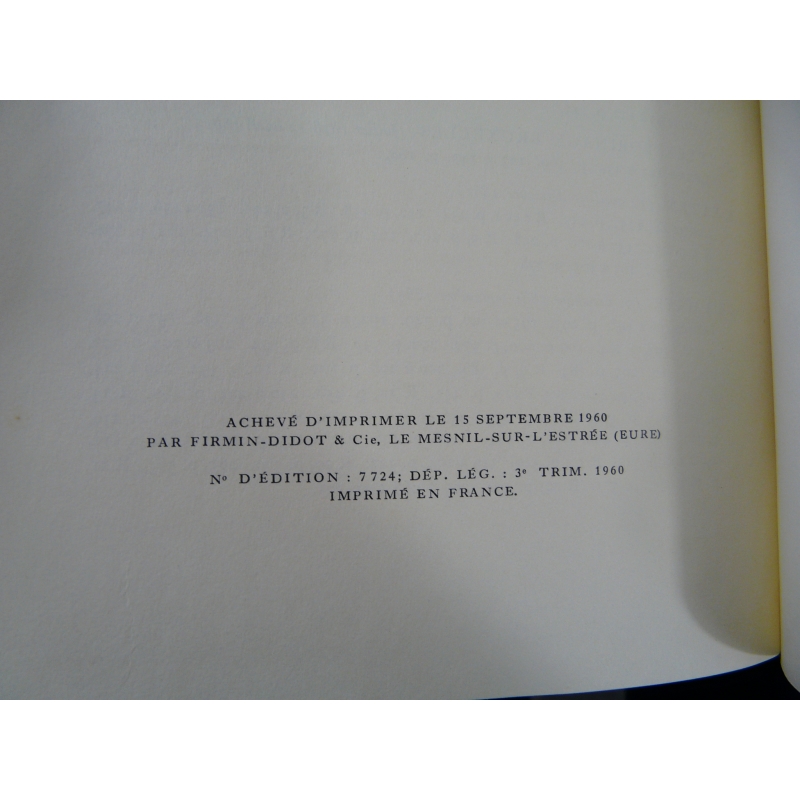 ACHEVÉ D'IMPRIMER LE 15 SEPTEMBRE 1960
PAR FIRMIN-DIDOT & Cie, LE MESNIL-SUR-L'ESTRÉE (EURE)
Nº D'ÉDITION : 7724; DÉP. LÉG. : 3e TRIM. 1960
IMPRIMÉ EN FRANCE.